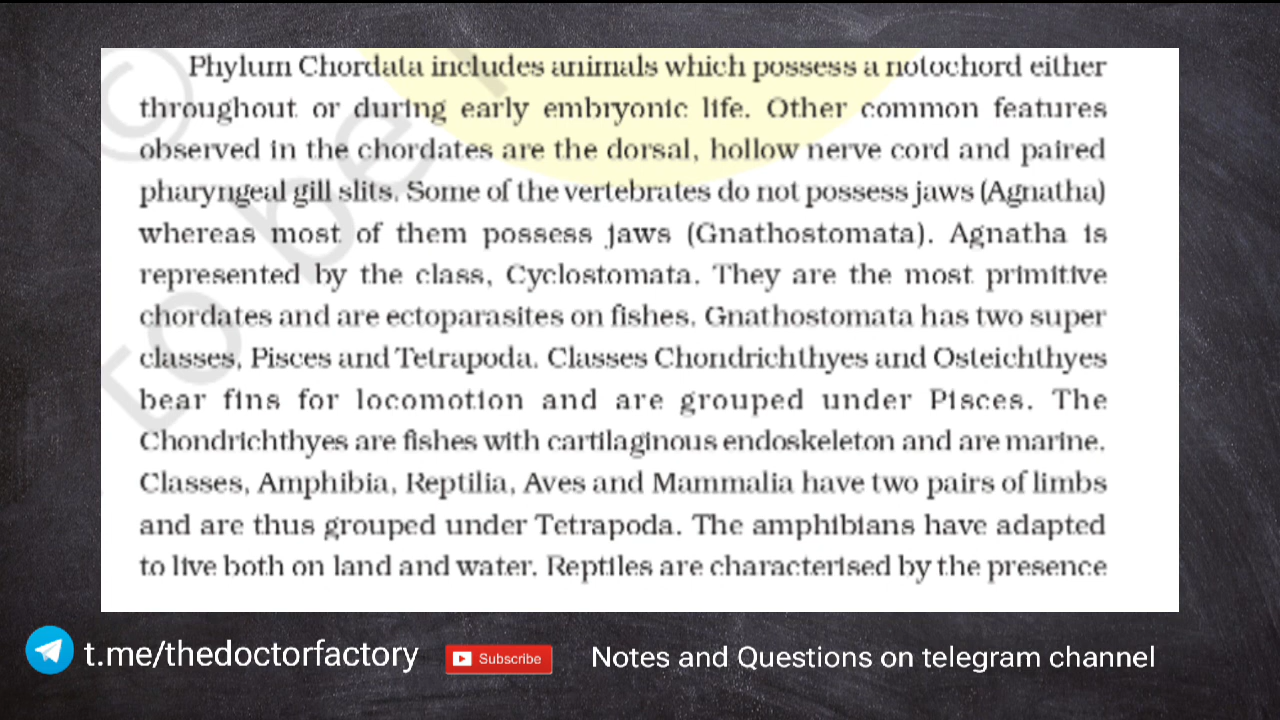 Phylum Chordata includes animals which possess a notochord either
throughout or during early embryonic life. Other common features
observed in the chordates are the dorsal, hollow nerve cord and paired
pharyngeal gill slits. Some of the vertebrates do not possess jaws (Agnatha)
whereas most of them possess jaws (Gnathostomata). Agnatha is
represented by the class, Cyclostomata. They are the most primitive
chordates and are ectoparasites on fishes. Gnathostomata has two super
classes, Pisces and Tetrapoda. Classes Chondrichthyes and Osteichthyes
bear fins for locomotion and are grouped under Pisces. The
Chondrichthyes are fishes with cartilaginous endoskeleton and are marine.
Classes, Amphibia, Reptilia, Aves and Mammalia have two pairs of limbs
and are thus grouped under Tetrapoda. The amphibians have adapted
to live both on land and water. Reptiles are characterised by the presence
© to be
t.me/thedoctorfactory
Subscribe
Notes and Questions on telegram channel